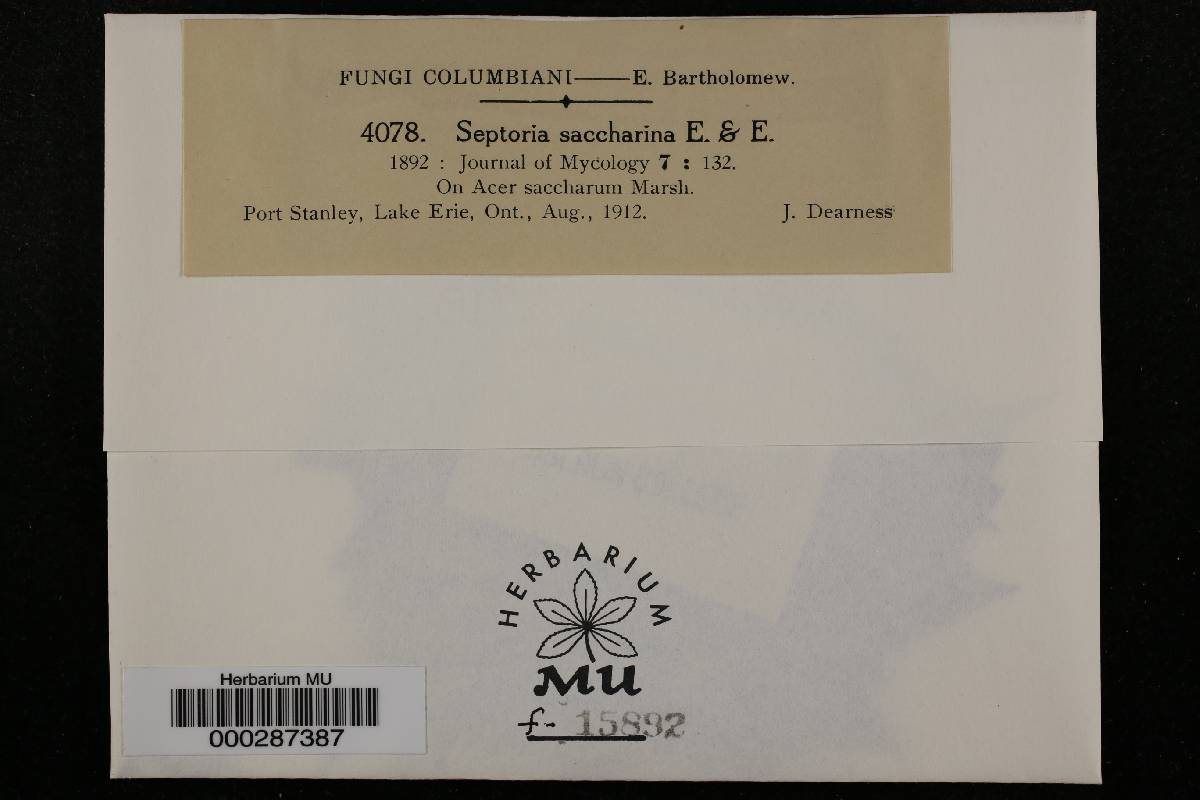 FUNGI COLUMBIANI——E. Bartholomew.
4078. Septoria saccharina E. & E.
1892 : Journal of Mycology 7 : 132.
On Acer saccharum Marsh.
Port Stanley, Lake Erie, Ont., Aug., 1912. J. Dearness
HERBARIUM
MU
f- 15892
Herbarium MU
000287387